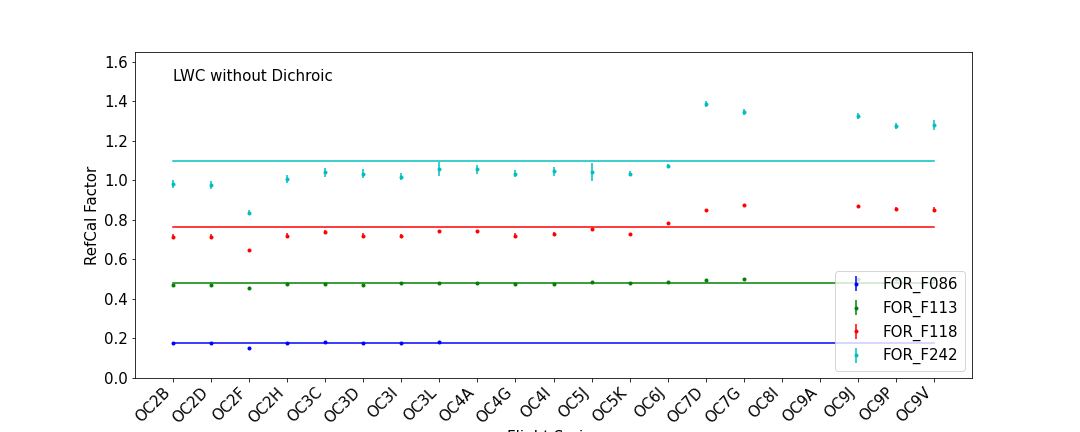 LWC without Dichroic
RefCal Factor
1.6
1.4
1.2
1.0
0.8
0.6
0.4
0.2
0.0
FOR_F086
FOR_F113
FOR_F118
FOR_F242
OC2B
OC2D
OC2F
OC2H
OC3C
OC3D
OC3I
OC3L
OC4A
OC4G
OC4I
OC5J
OC5K
OC6J
OC7D
OC7G
OC8I
OC9A
OC9J
OC9P
OC9V